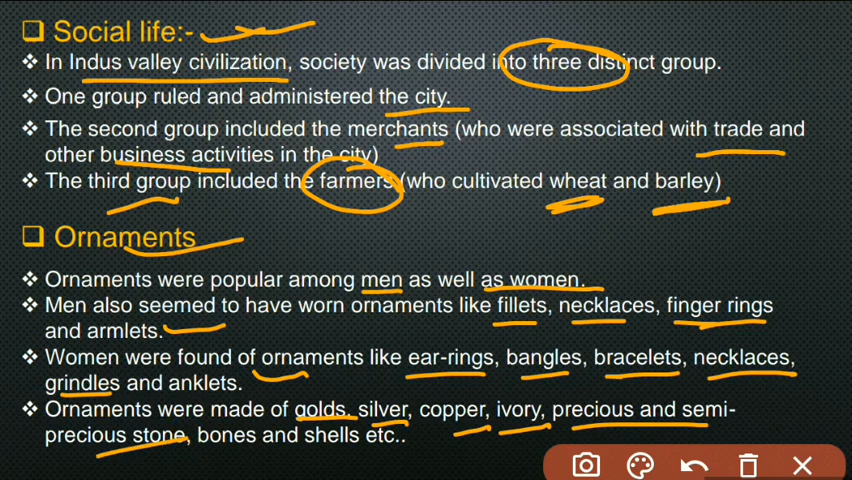 ❑ Social life:-
❖ In Indus valley civilization, society was divided into three distinct group.
❖ One group ruled and administered the city.
❖ The second group included the merchants (who were associated with trade and
other business activities in the city)
❖ The third group included the farmers (who cultivated wheat and barley)
❑ Ornaments
❖ Ornaments were popular among men as well as women.
❖ Men also seemed to have worn ornaments like fillets, necklaces, finger rings
and armlets.
❖ Women were found of ornaments like ear-rings, bangles, bracelets, necklaces,
grindles and anklets.
❖ Ornaments were made of golds, silver, copper, ivory, precious and semi-
precious stone, bones and shells etc..